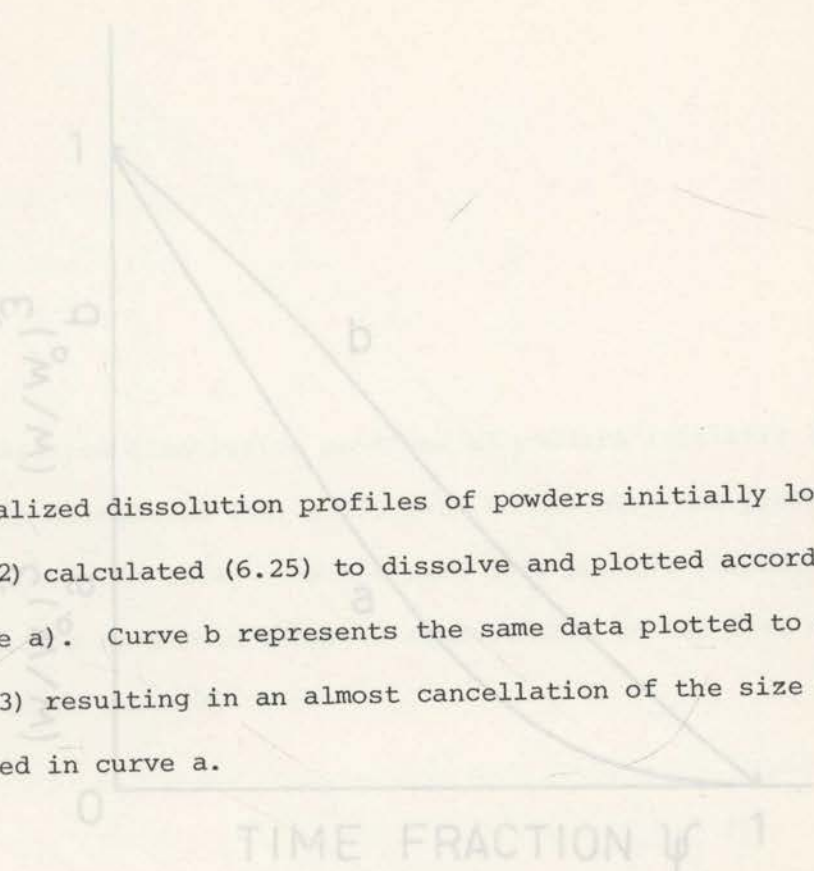 1
b
b
(W/W₀)³
alized dissolution profiles of powders initially lo
2) calculated (6.25) to dissolve and plotted accord
a
e a). Curve b represents the same data plotted to
3) resulting in an almost cancellation of the size
ed in curve a.
0
TIME FRACTION ψ 1